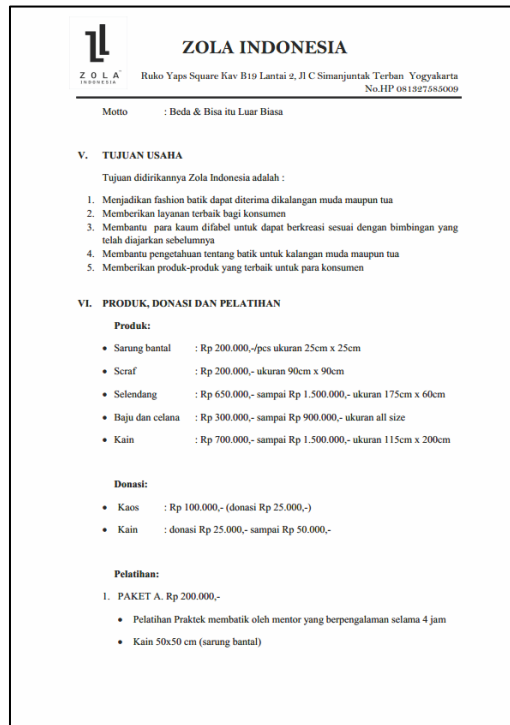 ZOLA
INDONESIA
ZOLA INDONESIA
Ruko Yaps Square Kav B19 Lantai 2, Jl C Simanjuntak Terban Yogyakarta
No.HP 081327585009
Motto : Beda & Bisa itu Luar Biasa
V. TUJUAN USAHA
Tujuan didirikannya Zola Indonesia adalah :
1. Menjadikan fashion batik dapat diterima dikalangan muda maupun tua
2. Memberikan layanan terbaik bagi konsumen
3. Membantu para kaum difabel untuk dapat berkreasi sesuai dengan bimbingan yang
telah diajarkan sebelumnya
4. Membantu pengetahuan tentang batik untuk kalangan muda maupun tua
5. Memberikan produk-produk yang terbaik untuk para konsumen
VI. PRODUK, DONASI DAN PELATIHAN
Produk:
• Sarung bantal : Rp 200.000,-/pcs ukuran 25cm x 25cm
• Scraf : Rp 200.000,- ukuran 90cm x 90cm
• Selendang : Rp 650.000,- sampai Rp 1.500.000,- ukuran 175cm x 60cm
• Baju dan celana : Rp 300.000,- sampai Rp 900.000,- ukuran all size
• Kain : Rp 700.000,- sampai Rp 1.500.000,- ukuran 115cm x 200cm
Donasi:
• Kaos : Rp 100.000,- (donasi Rp 25.000,-)
• Kain : donasi Rp 25.000,- sampai Rp 50.000,-
Pelatihan:
1. PAKET A. Rp 200.000,-
• Pelatihan Praktek membatik oleh mentor yang berpengalaman selama 4 jam
• Kain 50x50 cm (sarung bantal)